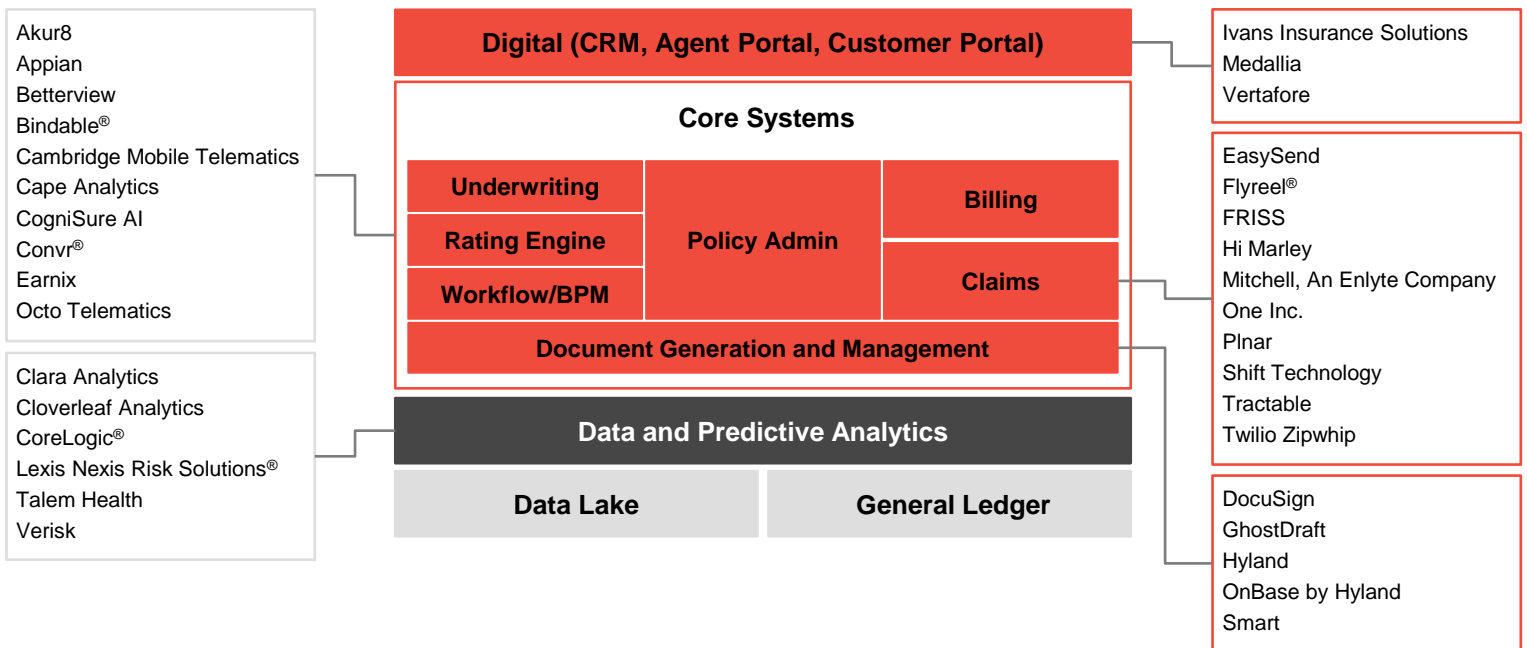 Akur8
Appian
Betterview
Bindable®
Cambridge Mobile Telematics
Cape Analytics
CogniSure AI
Convr®
Earnix
Octo Telematics
Clara Analytics
Cloverleaf Analytics
CoreLogic®
Lexis Nexis Risk Solutions®
Talem Health
Verisk
Digital (CRM, Agent Portal, Customer Portal)
Core Systems
Underwriting
Rating Engine
Workflow/BPM
Policy Admin
Billing
Claims
Document Generation and Management
Data and Predictive Analytics
Data Lake
General Ledger
Ivans Insurance Solutions
Medallia
Vertafore
EasySend
Flyreel®
FRISS
Hi Marley
Mitchell, An Enlyte Company
One Inc.
Plnar
Shift Technology
Tractable
Twilio Zipwhip
DocuSign
GhostDraft
Hyland
OnBase by Hyland
Smart